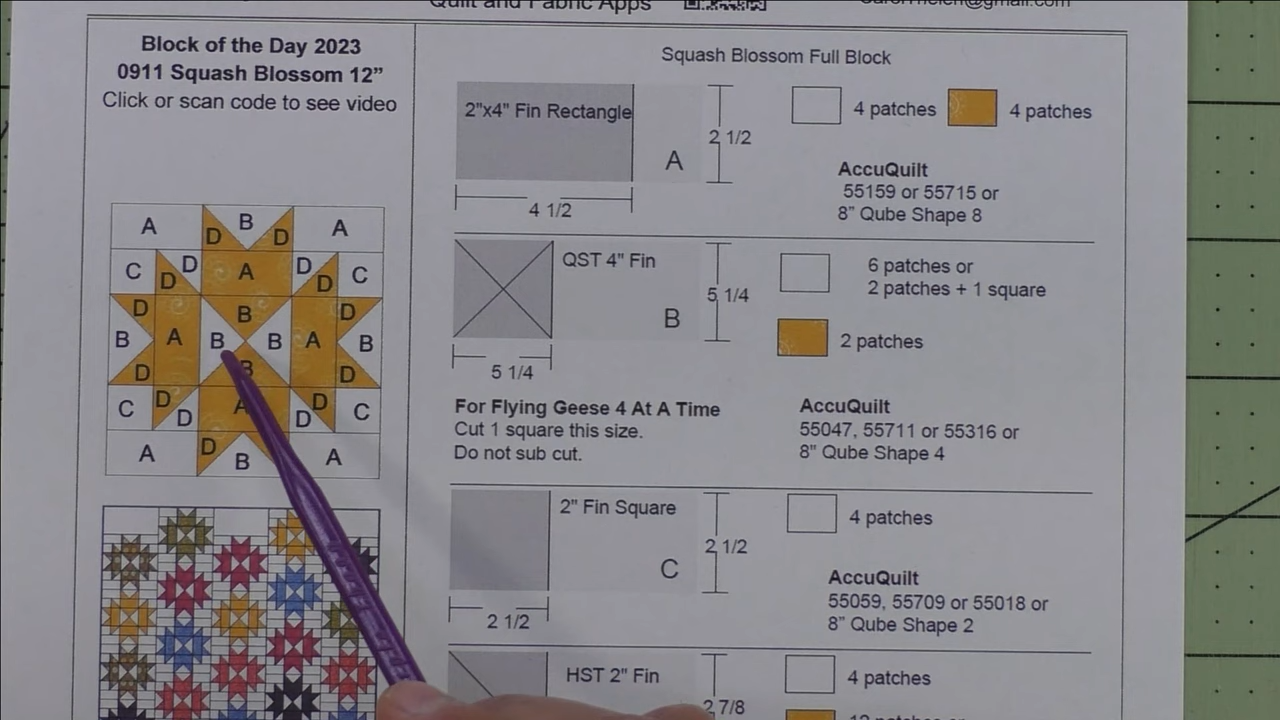 Quilt and Fabric Apps
Block of the Day 2023
0911 Squash Blossom 12”
Click or scan code to see video
A D B D A
C D D A D D C
D B D
B A B B A B
D B D
C D D A D D C
A D B A
Squash Blossom Full Block
2"x4" Fin Rectangle
A
2 1/2
4 1/2
4 patches
4 patches
AccuQuilt
55159 or 55715 or
8” Qube Shape 8
QST 4" Fin
B
5 1/4
5 1/4
6 patches or
2 patches + 1 square
2 patches
For Flying Geese 4 At A Time
Cut 1 square this size.
Do not sub cut.
AccuQuilt
55047, 55711 or 55316 or
8" Qube Shape 4
2" Fin Square
C
2 1/2
2 1/2
4 patches
AccuQuilt
55059, 55709 or 55018 or
8” Qube Shape 2
HST 2" Fin
2 7/8
4 patches